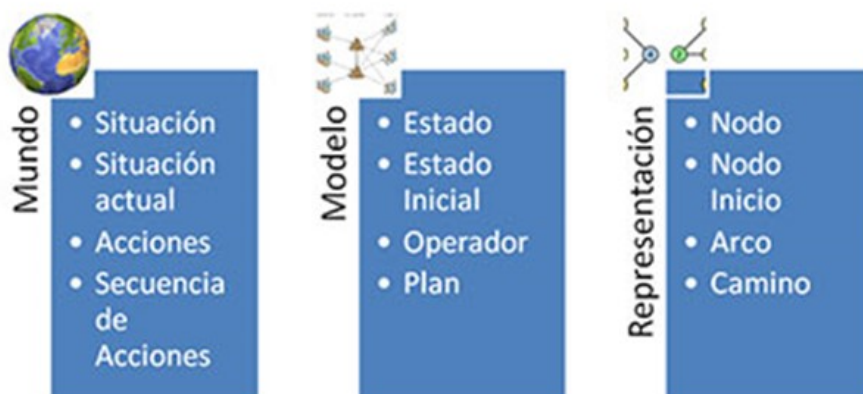 Mundo
• Situación
• Situación
actual
• Acciones
• Secuencia
de
Acciones
Modelo
• Estado
• Estado
Inicial
• Operador
• Plan
Representación
• Nodo
• Nodo
Inicio
• Arco
• Camino